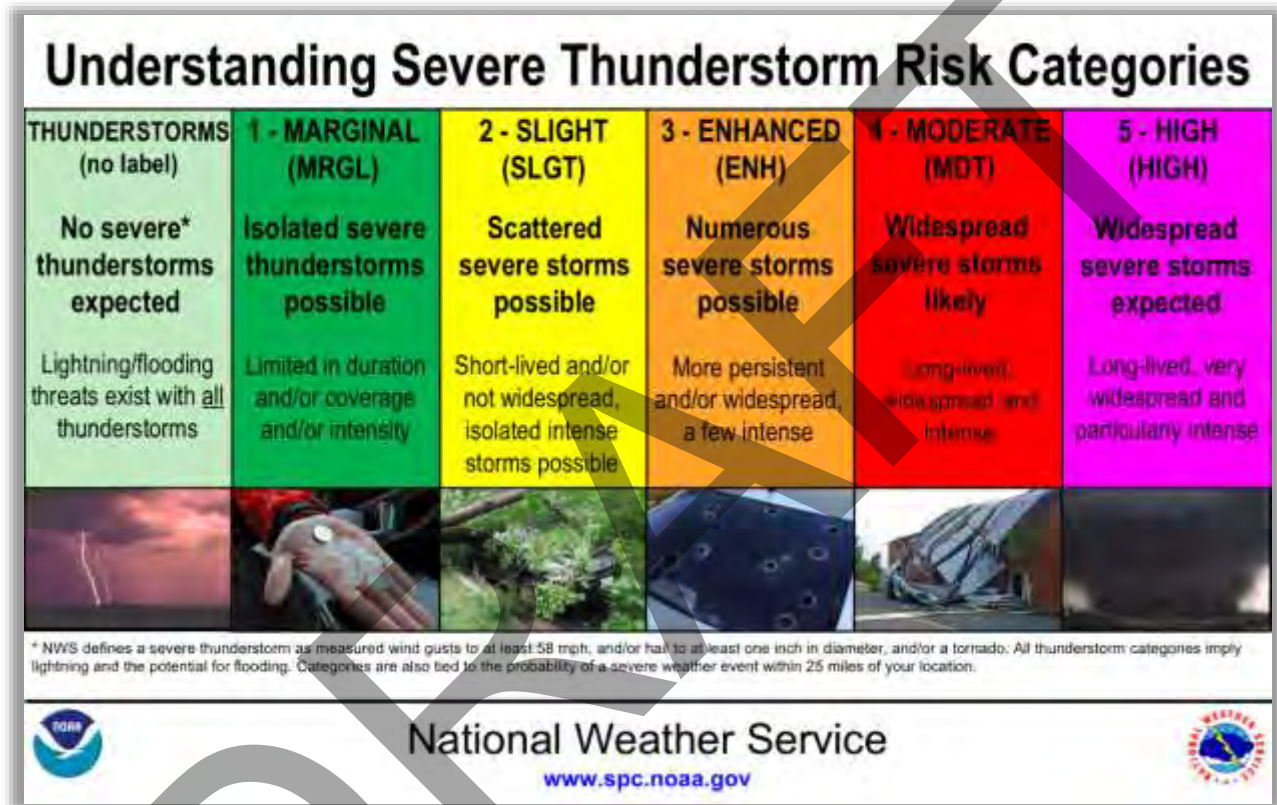 Understanding Severe Thunderstorm Risk Categories
THUNDERSTORMS
(no label)
No severe*
thunderstorms
expected
Lightning/flooding
threats exist with all
thunderstorms
1 - MARGINAL
(MRGL)
Isolated severe
thunderstorms
possible
Limited in duration
and/or coverage
and/or intensity
2 - SLIGHT
(SLGT)
Scattered
severe storms
possible
Short-lived and/or
not widespread,
isolated intense
storms possible
3 - ENHANCED
(ENH)
Numerous
severe storms
possible
More persistent
and/or widespread,
a few intense
4 - MODERATE
(MDT)
Widespread
severe storms
likely
Long-lived,
widespread and
intense
5 - HIGH
(HIGH)
Widespread
severe storms
expected
Long-lived, very
widespread and
particularly intense
* NWS defines a severe thunderstorm as measured wind gusts to at least 58 mph, and/or hail to at least one inch in diameter, and/or a tornado. All thunderstorm categories imply
lightning and the potential for flooding. Categories are also tied to the probability of a severe weather event within 25 miles of your location.
NOAA
National Weather Service
www.spc.noaa.gov
NATIONAL WEATHER SERVICE
DRAFT